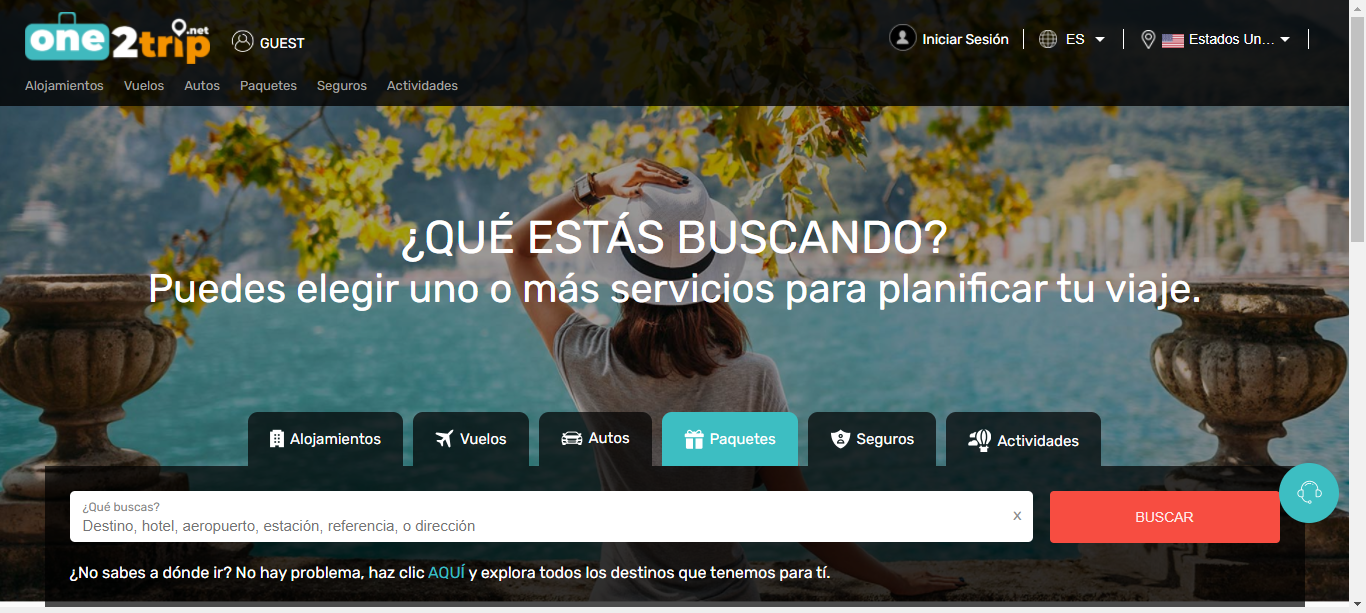 one2trip.net
GUEST
Iniciar Sesión
ES
Estados Un...
Alojamientos Vuelos Autos Paquetes Seguros Actividades
¿QUÉ ESTÁS BUSCANDO?
Puedes elegir uno o más servicios para planificar tu viaje.
Alojamientos Vuelos Autos Paquetes Seguros Actividades
¿Qué buscas?
Destino, hotel, aeropuerto, estación, referencia, o dirección
x
BUSCAR
¿No sabes a dónde ir? No hay problema, haz clic AQUÍ y explora todos los destinos que tenemos para tí.